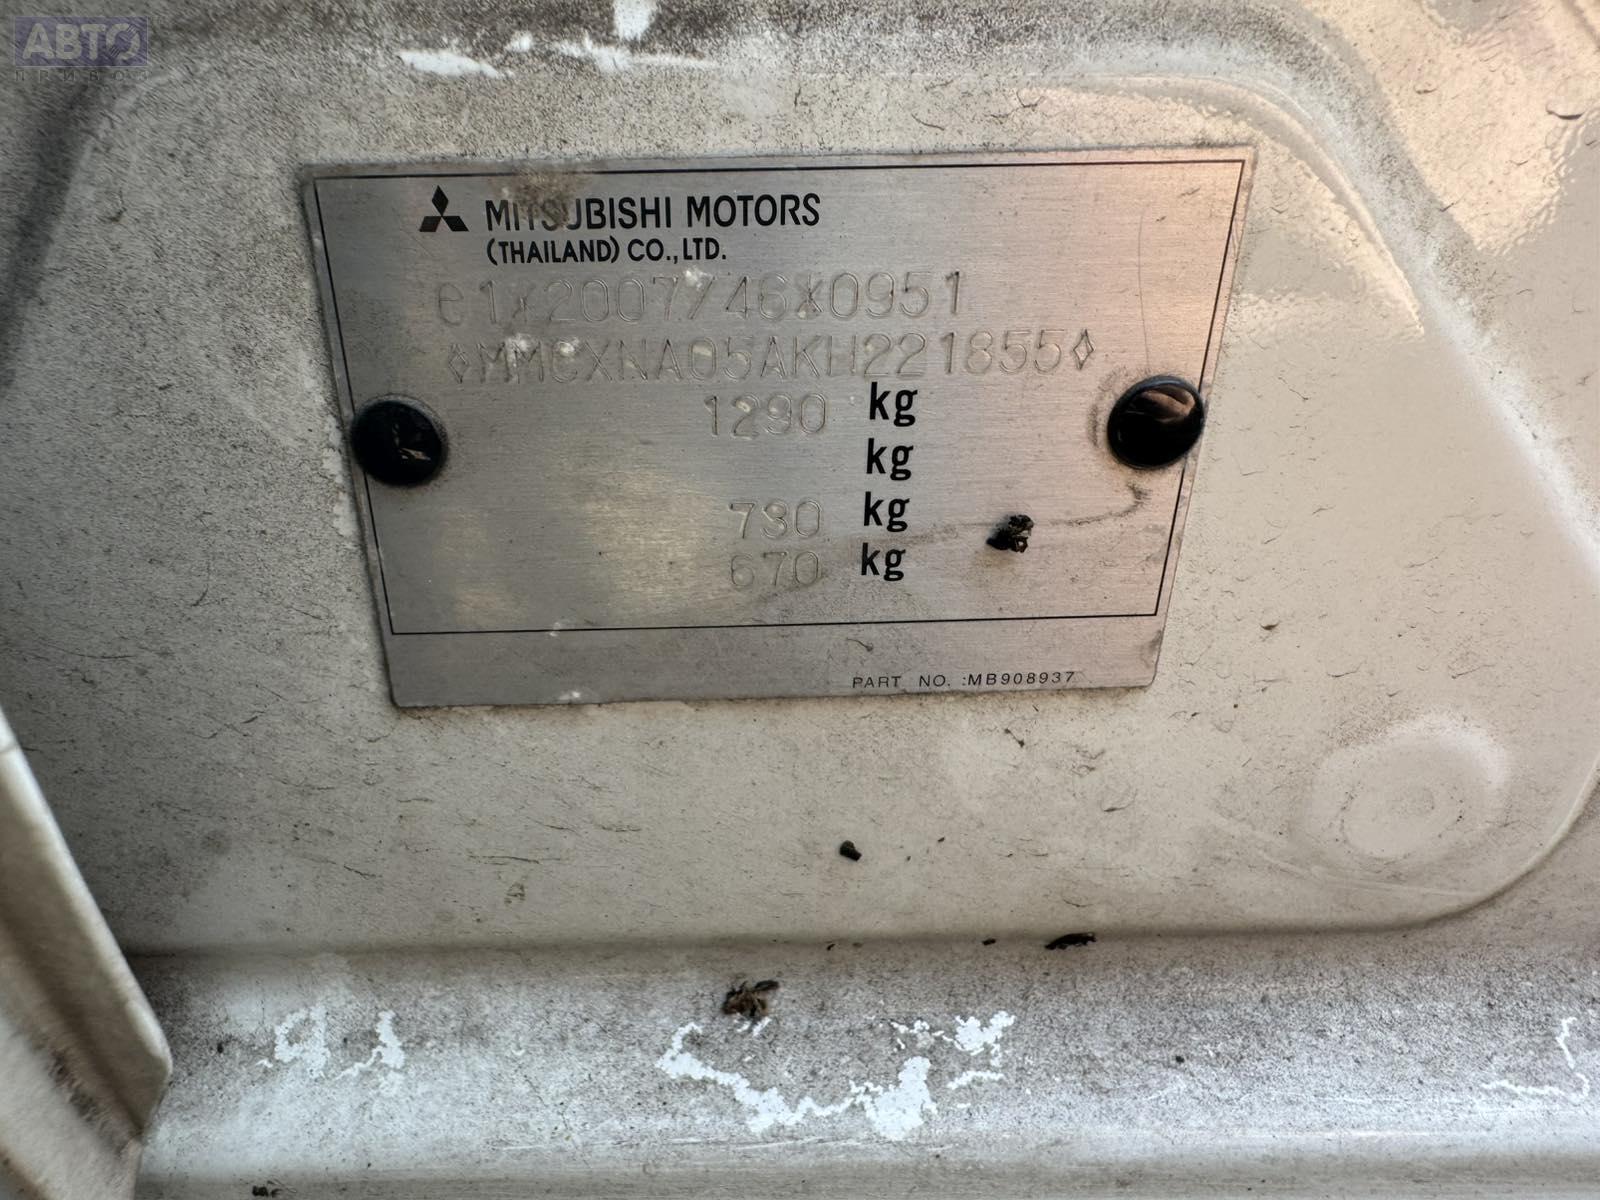 АВТО
ПРИВОЗ
MITSUBISHI MOTORS
(THAILAND) CO.,LTD.
e1*2007/46*0951
◊MMCXNA05AKH221855◊
1290 kg
kg
730 kg
670 kg
PART NO. :MB908937